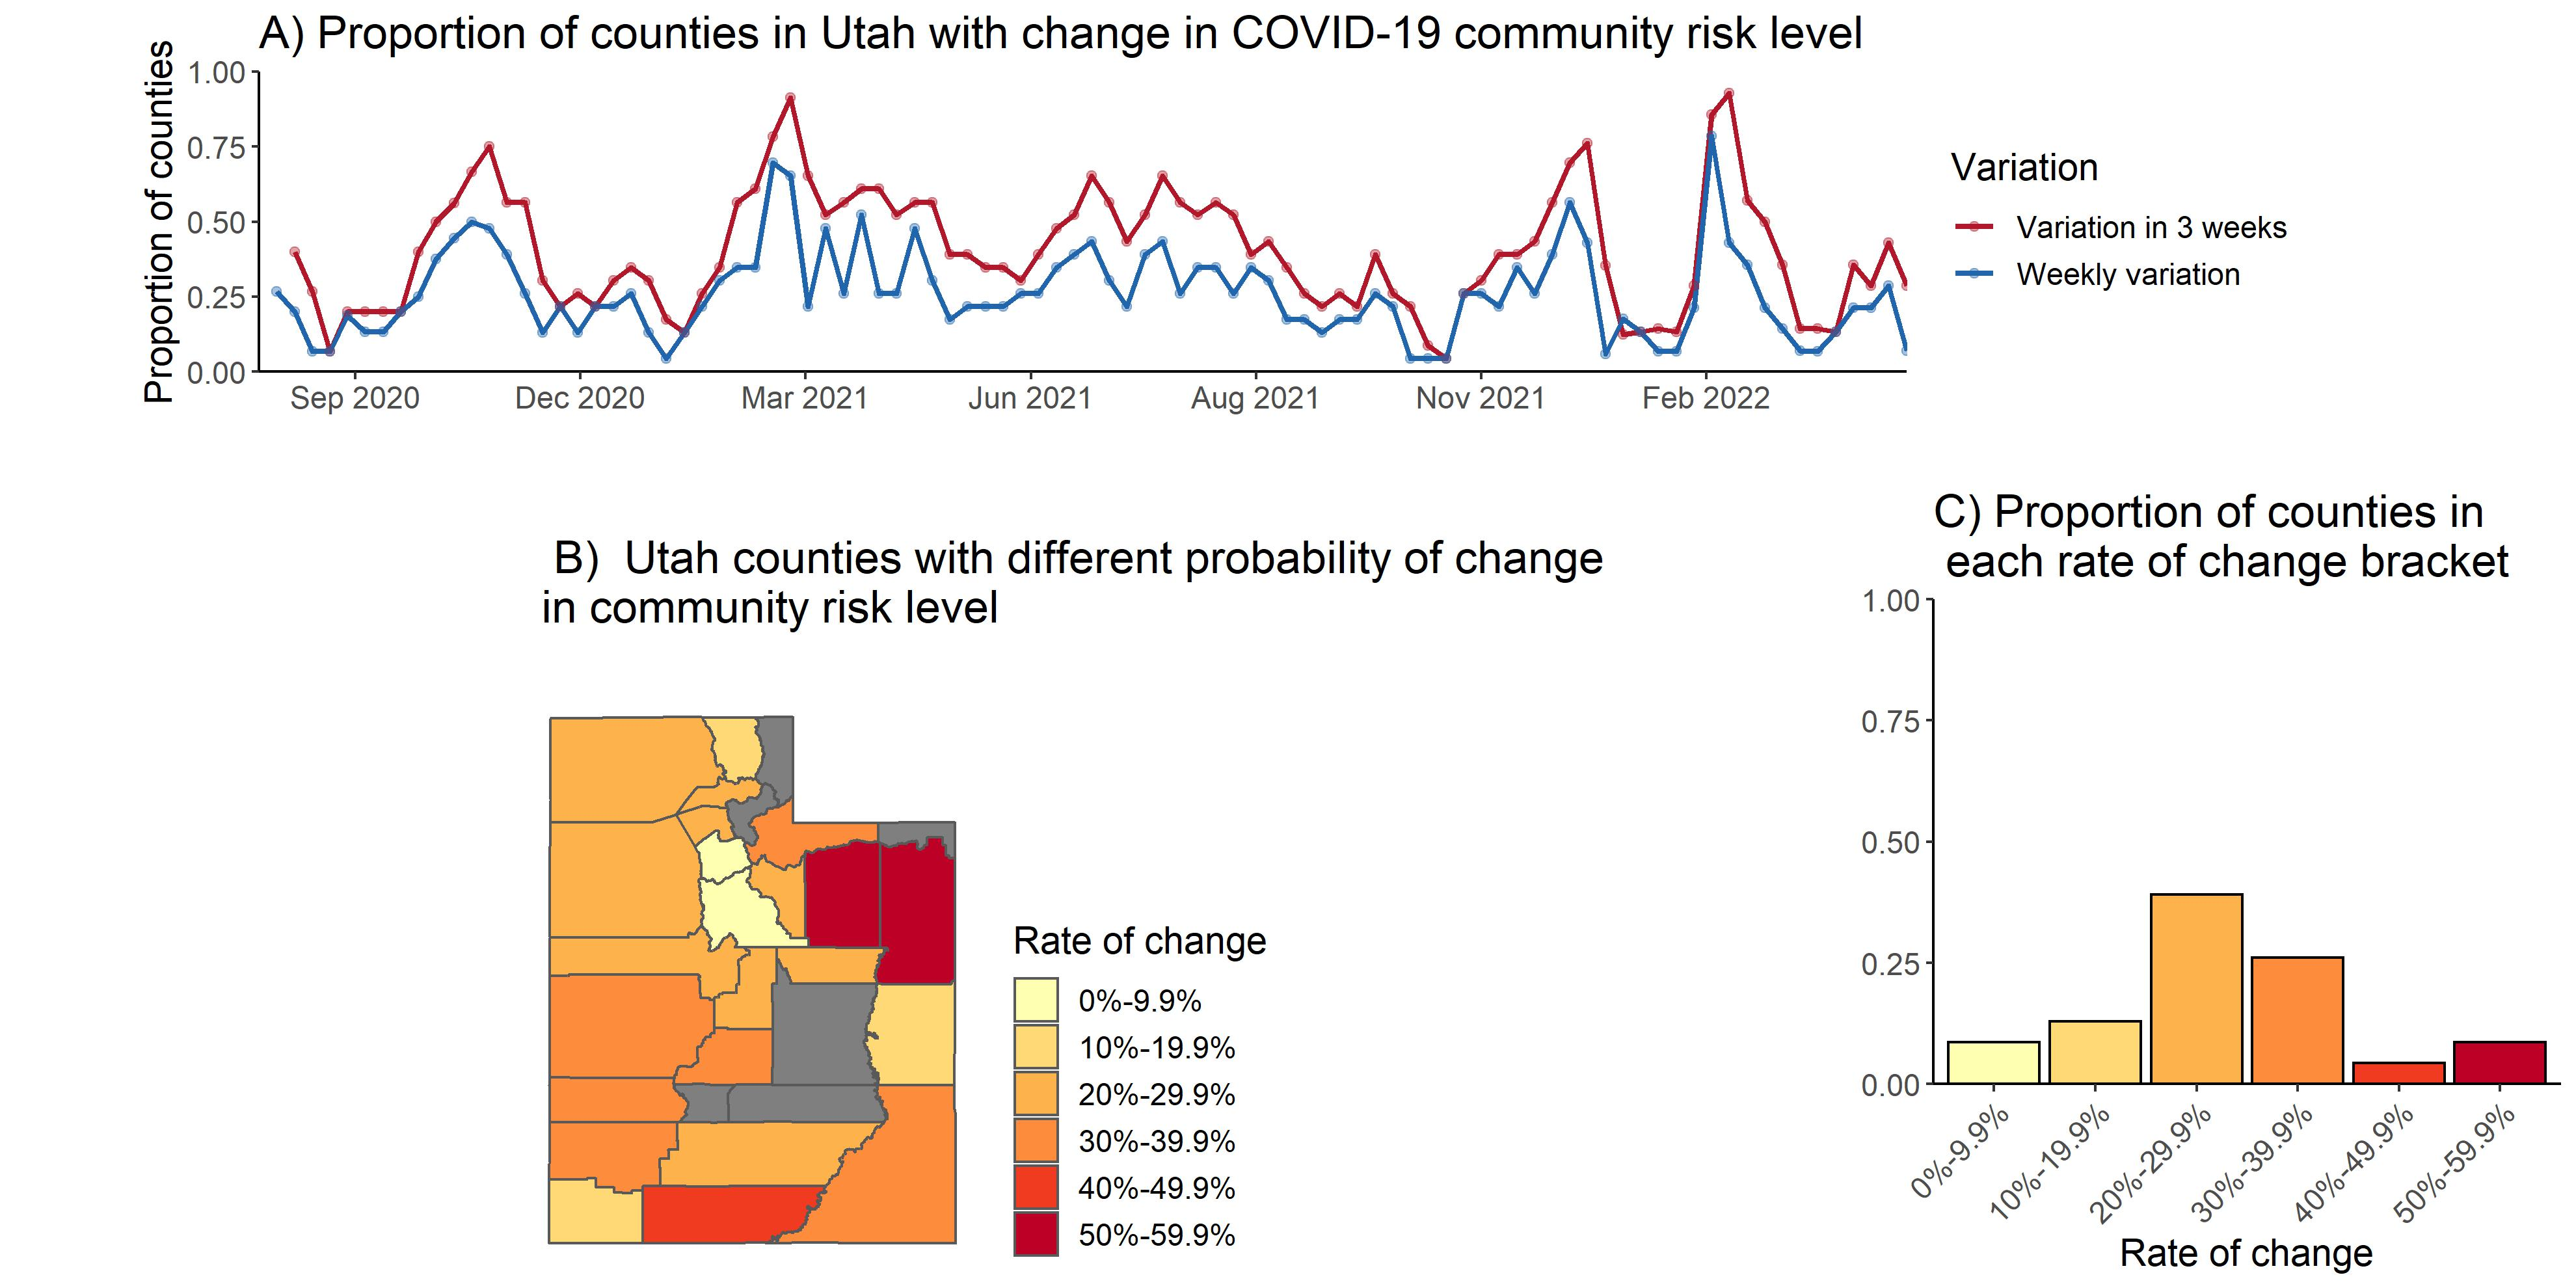 A) Proportion of counties in Utah with change in COVID-19 community risk level
Proportion of counties
1.00
0.75
0.50
0.25
0.00
Sep 2020 Dec 2020 Mar 2021 Jun 2021 Aug 2021 Nov 2021 Feb 2022
Variation
Variation in 3 weeks
Weekly variation
B) Utah counties with different probability of change
in community risk level
Rate of change
0%-9.9%
10%-19.9%
20%-29.9%
30%-39.9%
40%-49.9%
50%-59.9%
C) Proportion of counties in
each rate of change bracket
1.00
0.75
0.50
0.25
0.00
0%-9.9% 10%-19.9% 20%-29.9% 30%-39.9% 40%-49.9% 50%-59.9%
Rate of change